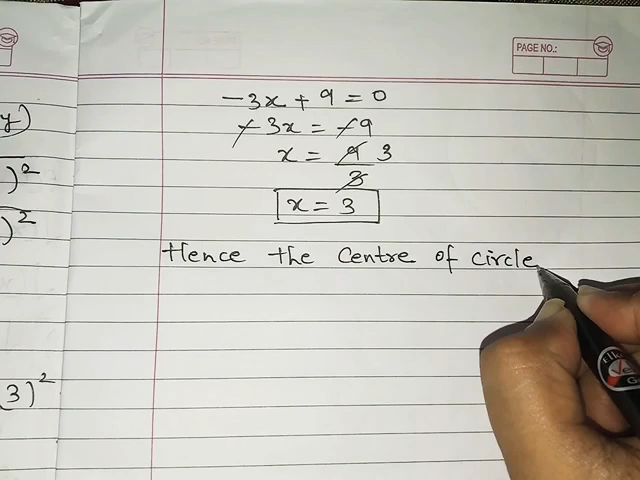 PAGE NO.:
-3x + 9 = 0
-3x = -9
x = 9 3
3
x = 3
Hence the Centre of circle
y)
)²
)²
3)²